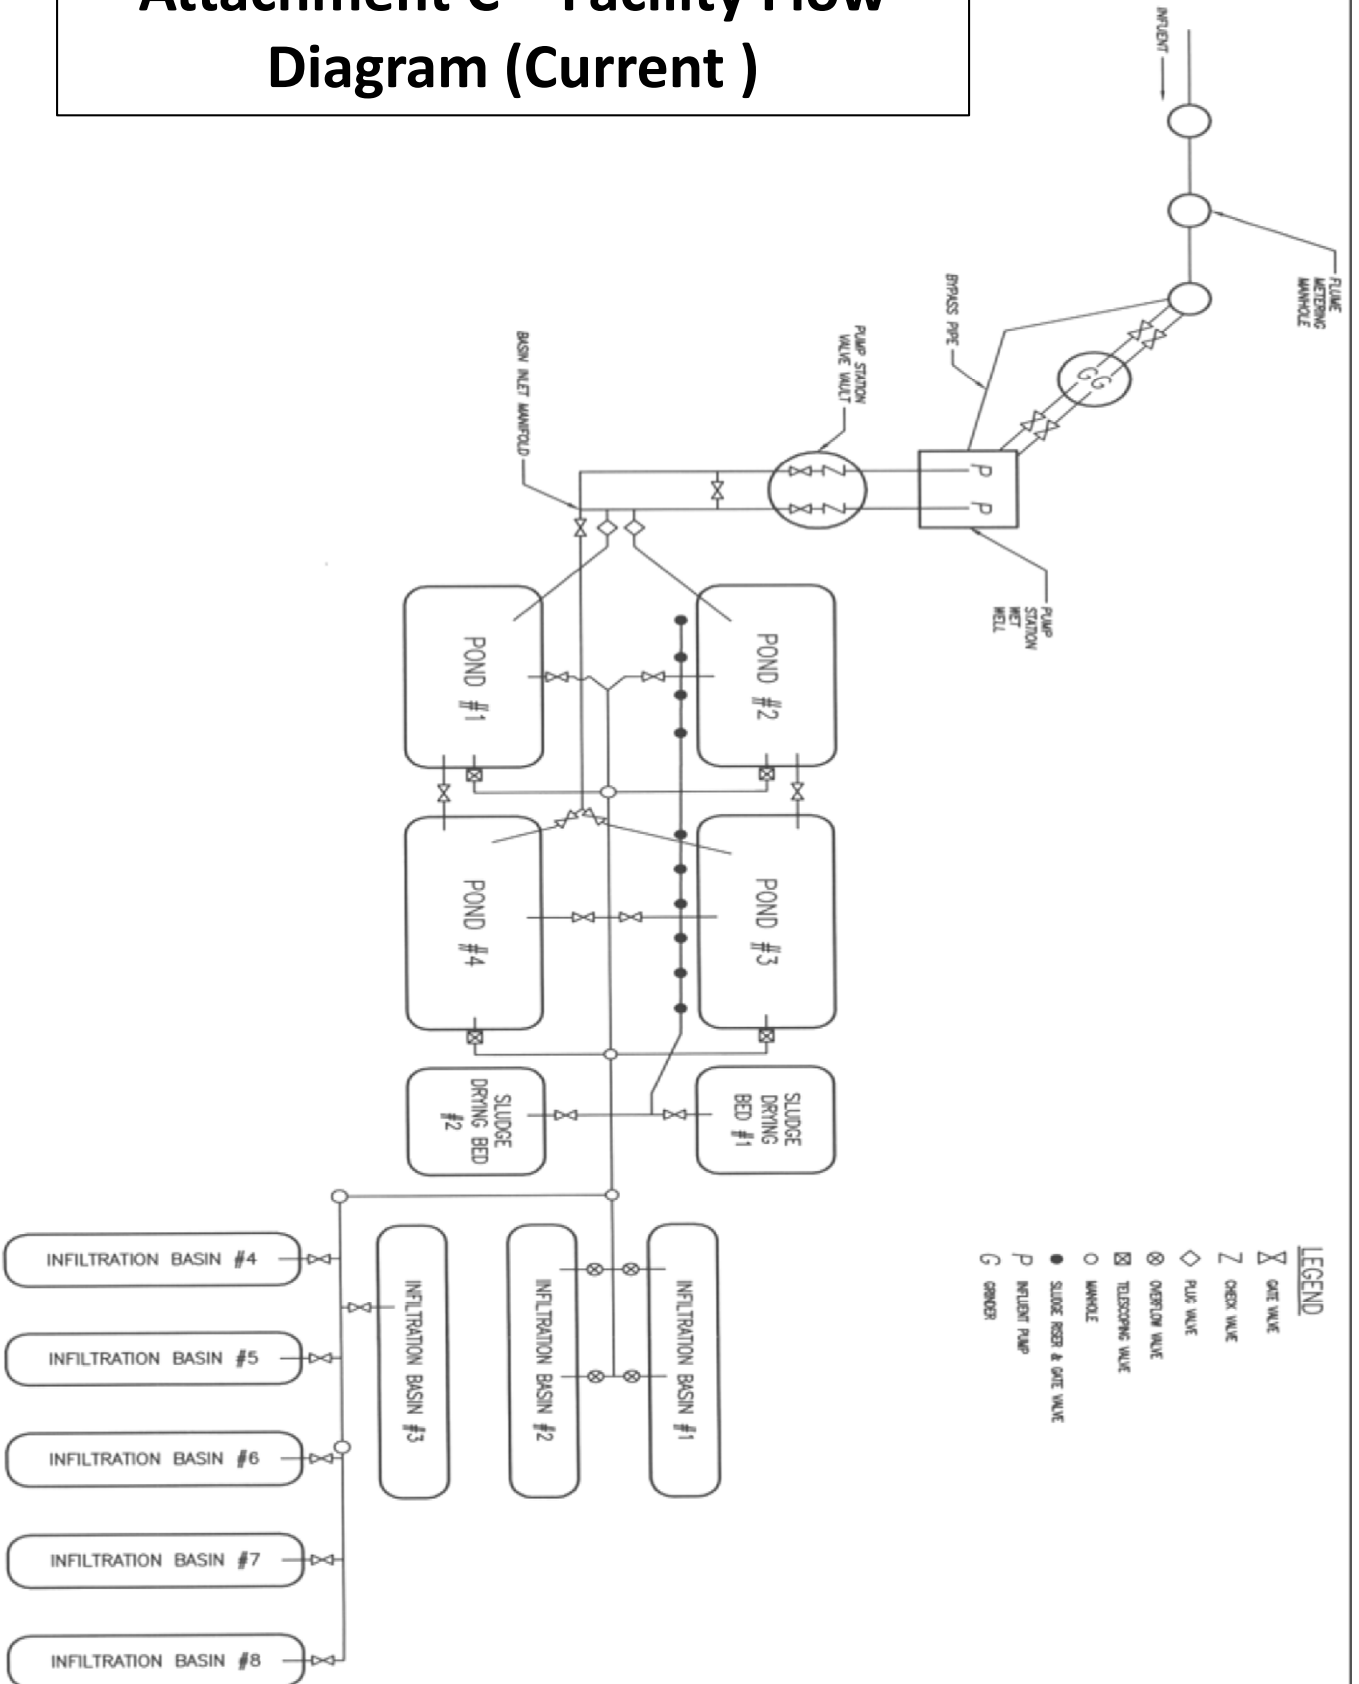 Attachment C – Facility Flow
Diagram (Current )
INFUENT
FLUME
METERING
MANHOLE
BYPASS PIPE
PUMP STATION
VALVE VAULT
BASIN INLET MANIFOLD
G G
P
P
PUMP
STATION
WET
WELL
POND #1
POND #2
POND #4
POND #3
SLUDGE
DRYING BED
#2
SLUDGE
DRYING
BED #1
INFILTRATION BASIN #1
INFILTRATION BASIN #2
INFILTRATION BASIN #3
INFILTRATION BASIN #4
INFILTRATION BASIN #5
INFILTRATION BASIN #6
INFILTRATION BASIN #7
INFILTRATION BASIN #8
LEGEND
GATE VALVE
Z CHECK VALVE
PLUG VALVE
OVERFLOW VALVE
TELESCOPING VALVE
MANHOLE
SLUDGE RISER & GATE VALVE
P INFLUENT PUMP
G GRINDER